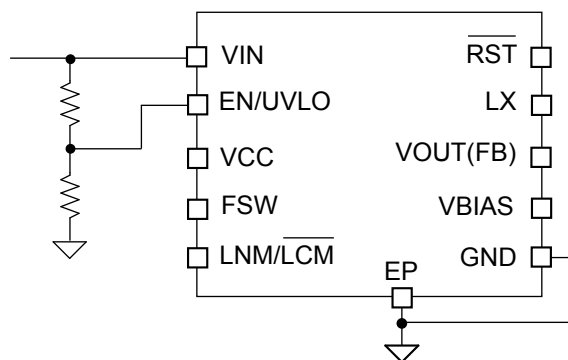 VIN
EN/UVLO
VCC
FSW
LNM/LCM
RST
LX
VOUT(FB)
VBIAS
GND
EP